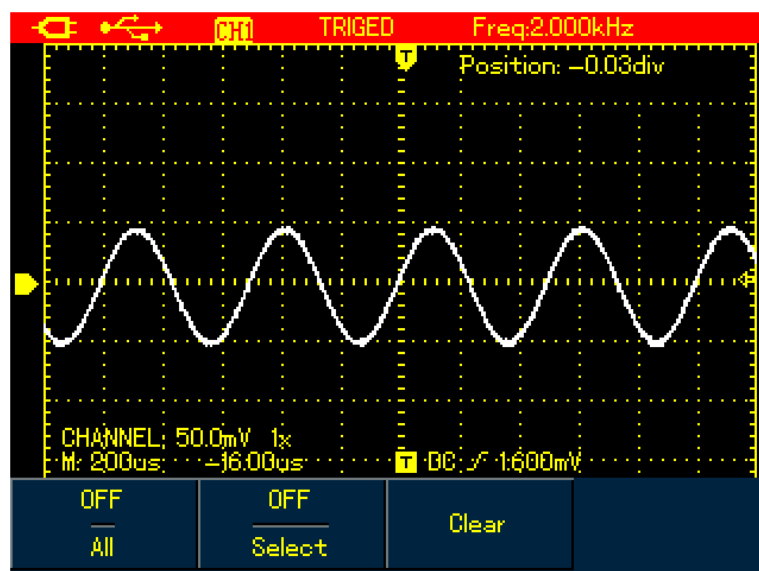 CH1 TRIGED Freq:2.000kHz
T
Position: -0.03div
CHANNEL: 50.0mV 1x
M: 200us -16.00us T DC 1.600mV
OFF OFF Clear
All Select